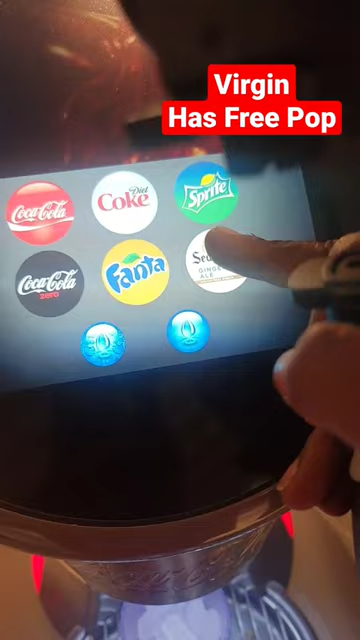 Virgin
Has Free Pop
Coca-Cola
Diet
Coke
Sprite
Coca-Cola
zero
Fanta
GINGER
ALE